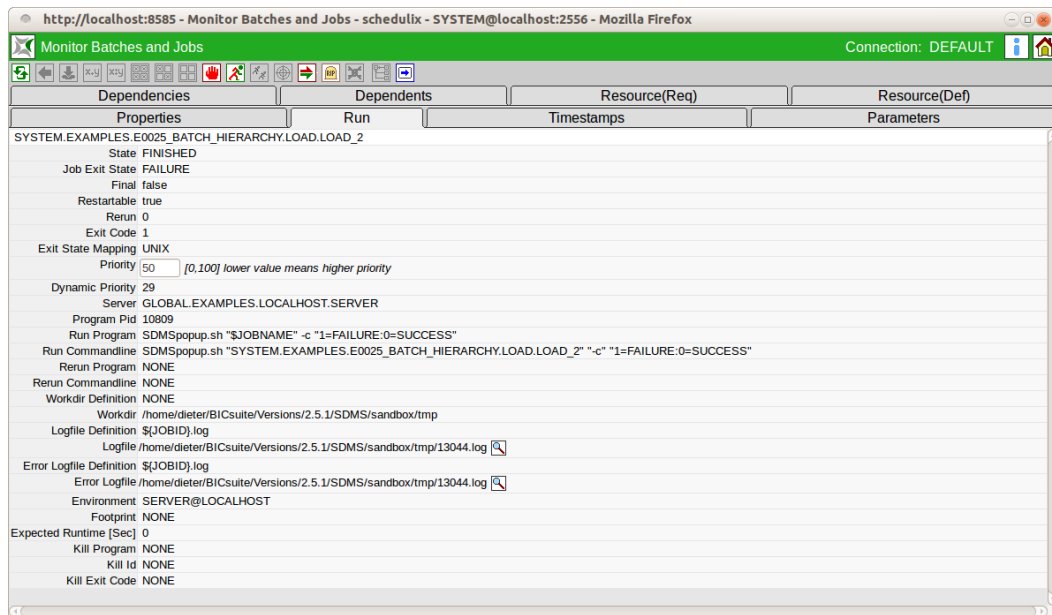 http://localhost:8585 - Monitor Batches and Jobs - schedulix - SYSTEM@localhost:2556 - Mozilla Firefox
Monitor Batches and Jobs
Connection: DEFAULT
x,y
x:y
RIP
Dependencies
Dependents
Resource(Req)
Resource(Def)
Properties
Run
Timestamps
Parameters
SYSTEM.EXAMPLES.E0025_BATCH_HIERARCHY.LOAD.LOAD_2
State FINISHED
Job Exit State FAILURE
Final false
Restartable true
Rerun 0
Exit Code 1
Exit State Mapping UNIX
Priority 50 [0,100] lower value means higher priority
Dynamic Priority 29
Server GLOBAL.EXAMPLES.LOCALHOST.SERVER
Program Pid 10809
Run Program SDMSpopup.sh "$JOBNAME" -c "1=FAILURE:0=SUCCESS"
Run Commandline SDMSpopup.sh "SYSTEM.EXAMPLES.E0025_BATCH_HIERARCHY.LOAD.LOAD_2" "-c" "1=FAILURE:0=SUCCESS"
Rerun Program NONE
Rerun Commandline NONE
Workdir Definition NONE
Workdir /home/dieter/BICsuite/Versions/2.5.1/SDMS/sandbox/tmp
Logfile Definition ${JOBID}.log
Logfile /home/dieter/BICsuite/Versions/2.5.1/SDMS/sandbox/tmp/13044.log
Error Logfile Definition ${JOBID}.log
Error Logfile /home/dieter/BICsuite/Versions/2.5.1/SDMS/sandbox/tmp/13044.log
Environment SERVER@LOCALHOST
Footprint NONE
Expected Runtime [Sec] 0
Kill Program NONE
Kill Id NONE
Kill Exit Code NONE